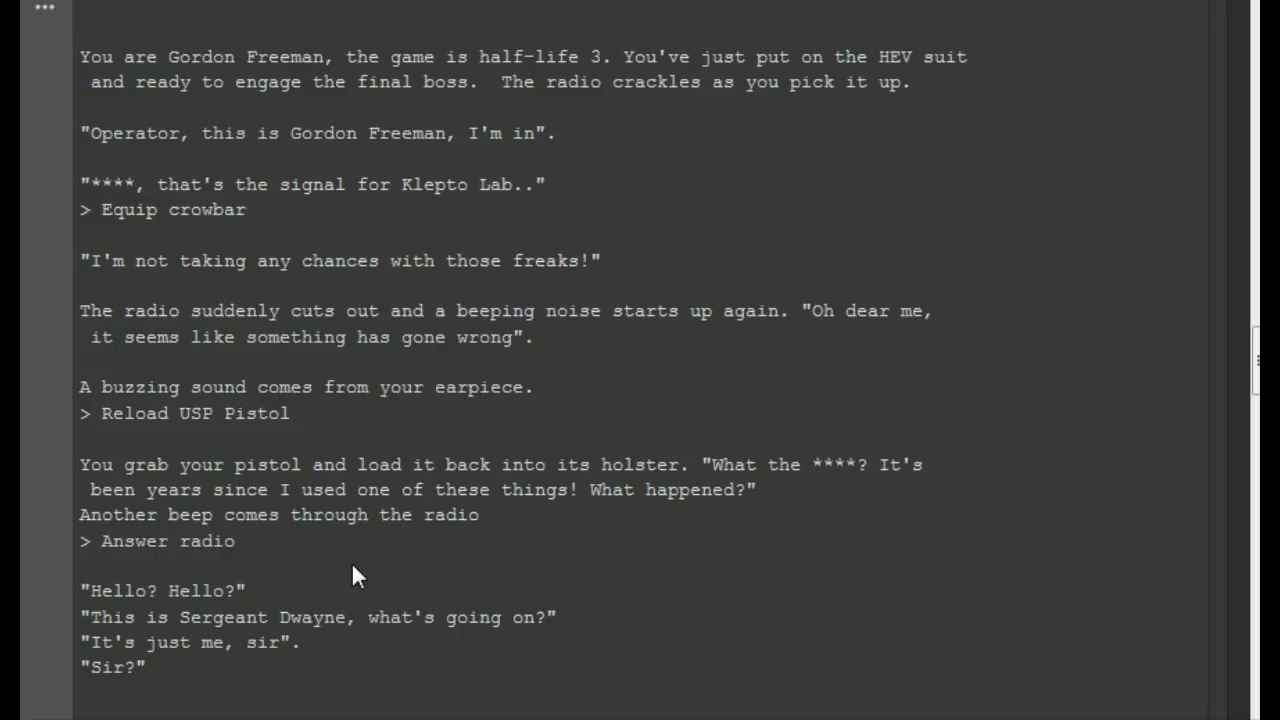 You are Gordon Freeman, the game is half-life 3. You've just put on the HEV suit
and ready to engage the final boss.  The radio crackles as you pick it up.
"Operator, this is Gordon Freeman, I'm in".
"****, that's the signal for Klepto Lab.."
> Equip crowbar
"I'm not taking any chances with those freaks!"
The radio suddenly cuts out and a beeping noise starts up again. "Oh dear me,
it seems like something has gone wrong".
A buzzing sound comes from your earpiece.
> Reload USP Pistol
You grab your pistol and load it back into its holster. "What the ****? It's
been years since I used one of these things! What happened?"
Another beep comes through the radio
> Answer radio
"Hello? Hello?"
"This is Sergeant Dwayne, what's going on?"
"It's just me, sir".
"Sir?"